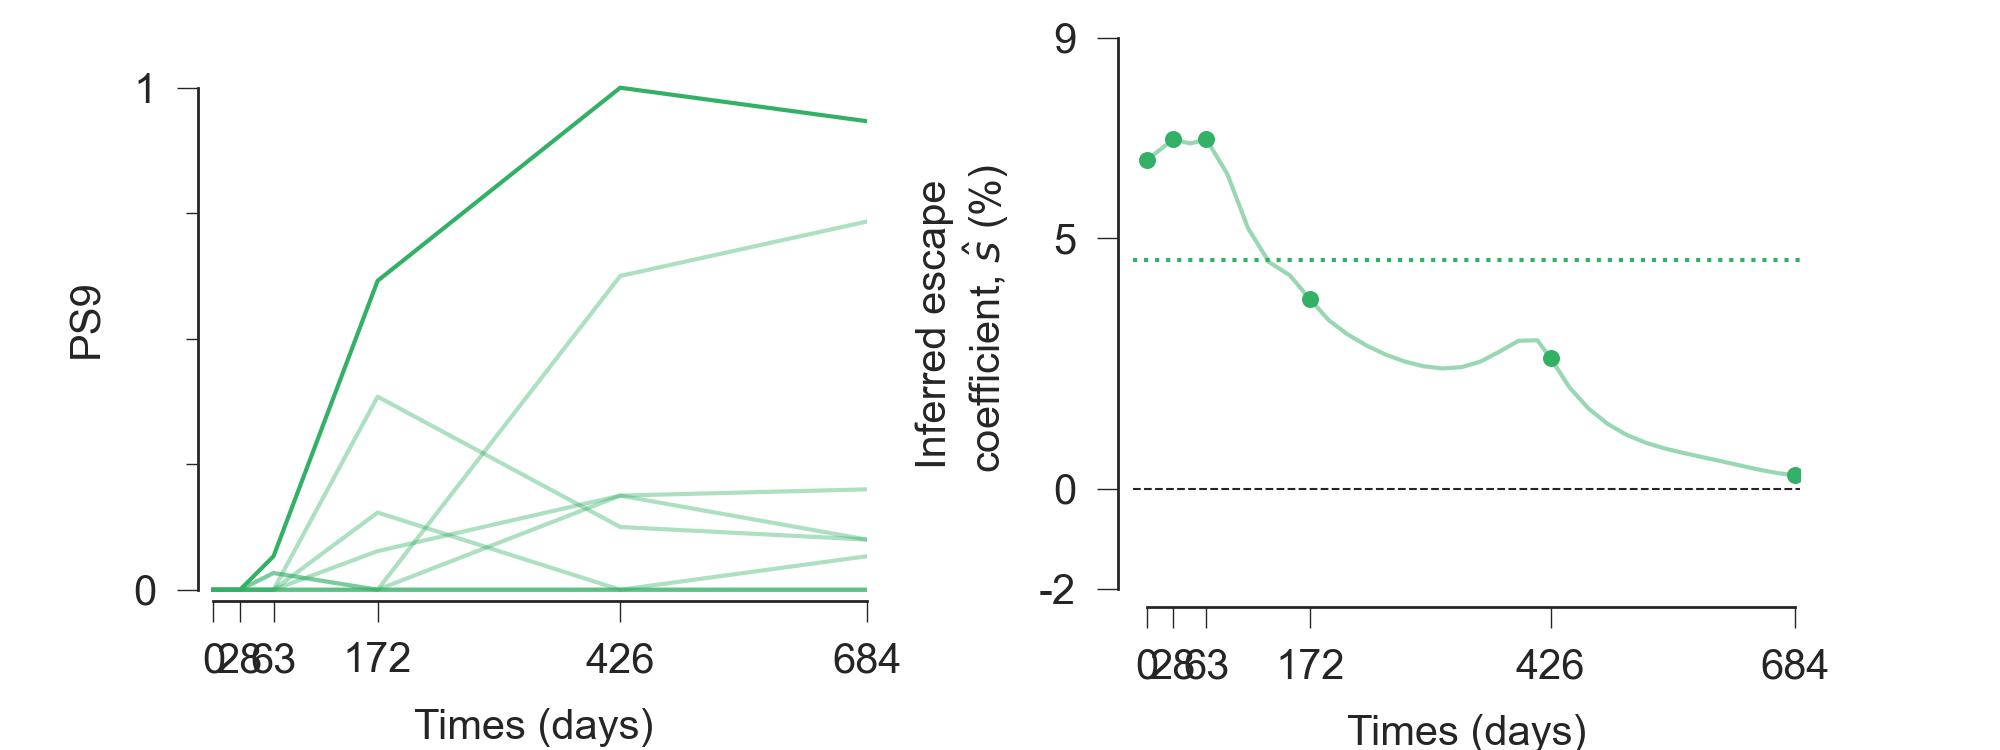 1
PS9
0
0 28 63 172 426 684
Times (days)
9
5
0
-2
Inferred escape
coefficient, ŝ (%)
0 28 63 172 426 684
Times (days)